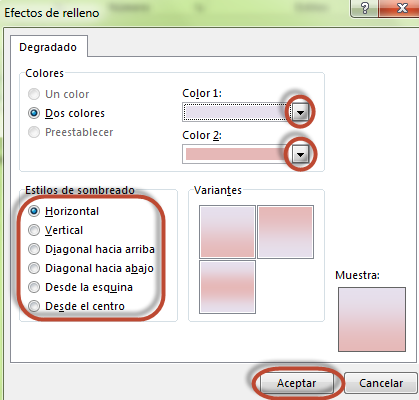 Efectos de relleno
Degradado
Colores
Un color
Dos colores
Preestablecer
Color 1:
Color 2:
Estilos de sombreado
Horizontal
Vertical
Diagonal hacia arriba
Diagonal hacia abajo
Desde la esquina
Desde el centro
Variantes
Muestra:
Aceptar
Cancelar